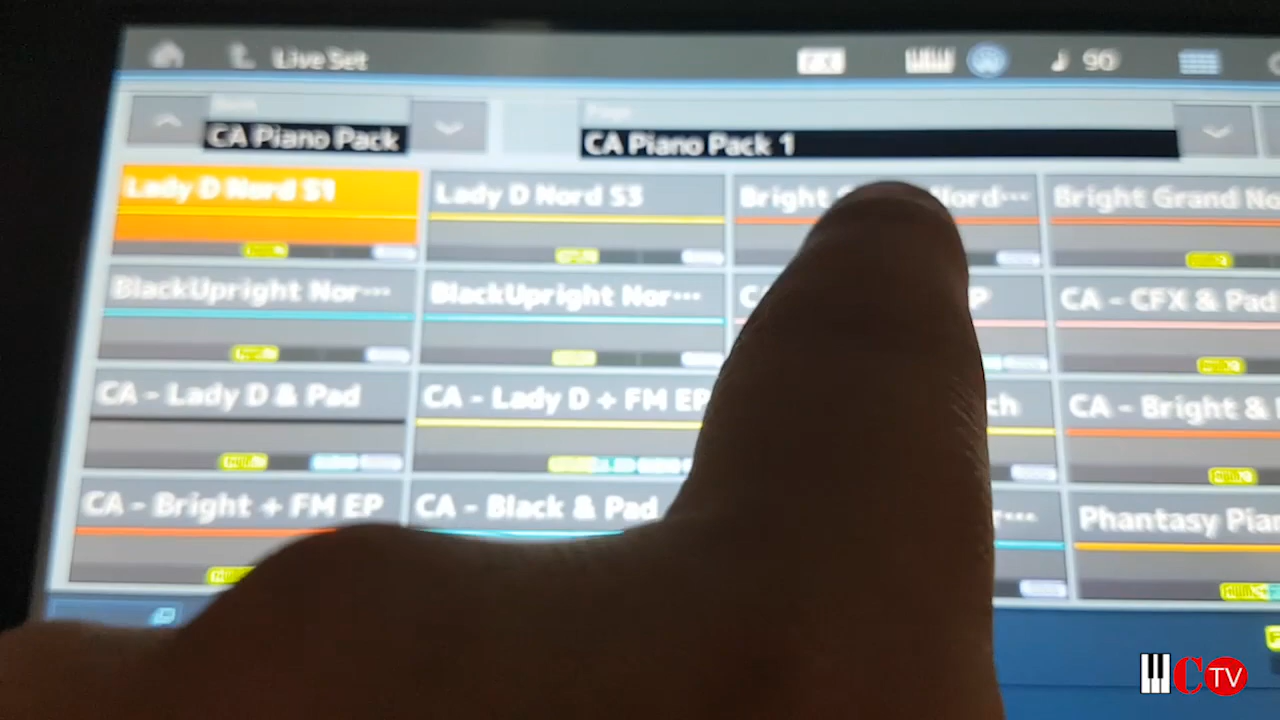 Live Set
90
CA Piano Pack
CA Piano Pack 1
Lady D Nord S1
Lady D Nord S3
Bright
Nord···
Bright Grand No
BlackUpright Nor···
BlackUpright Nor···
CA - CFX & Pad
CA - Lady D & Pad
CA - Lady D + FM EP
CA - Bright &
CA - Bright + FM EP
CA - Black & Pad
Phantasy Pian
CTV